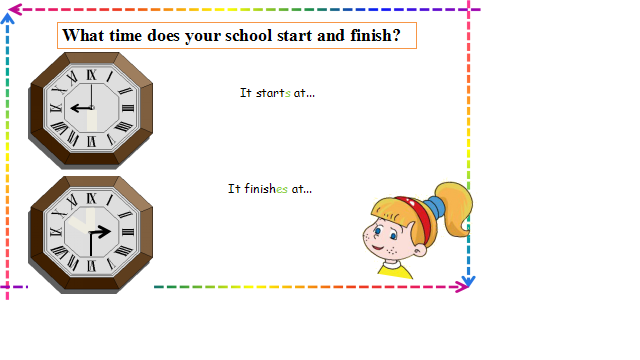 What time does your school start and finish?
It starts at...
It finishes at...